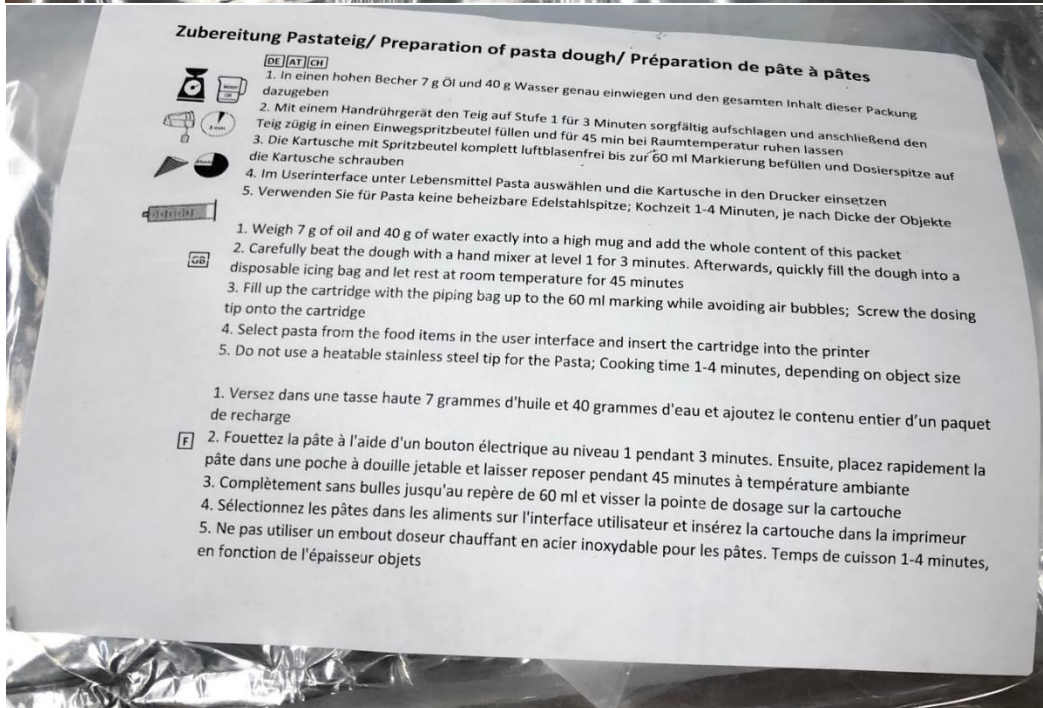 Zubereitung Pastateig/ Preparation of pasta dough/ Préparation de pâte à pâtes
DE AT CH
1. In einen hohen Becher 7 g Öl und 40 g Wasser genau einwiegen und den gesamten Inhalt dieser Packung
dazugeben
2. Mit einem Handrührgerät den Teig auf Stufe 1 für 3 Minuten sorgfältig aufschlagen und anschließend den
Teig zügig in einen Einwegspritzbeutel füllen und für 45 min bei Raumtemperatur ruhen lassen
3. Die Kartusche mit Spritzbeutel komplett luftblasenfrei bis zur 60 ml Markierung befüllen und Dosierspitze auf
die Kartusche schrauben
4. Im Userinterface unter Lebensmittel Pasta auswählen und die Kartusche in den Drucker einsetzen
5. Verwenden Sie für Pasta keine beheizbare Edelstahlspitze; Kochzeit 1-4 Minuten, je nach Dicke der Objekte
GB
1. Weigh 7 g of oil and 40 g of water exactly into a high mug and add the whole content of this packet
2. Carefully beat the dough with a hand mixer at level 1 for 3 minutes. Afterwards, quickly fill the dough into a
disposable icing bag and let rest at room temperature for 45 minutes
3. Fill up the cartridge with the piping bag up to the 60 ml marking while avoiding air bubbles; Screw the dosing
tip onto the cartridge
4. Select pasta from the food items in the user interface and insert the cartridge into the printer
5. Do not use a heatable stainless steel tip for the Pasta; Cooking time 1-4 minutes, depending on object size
1. Versez dans une tasse haute 7 grammes d'huile et 40 grammes d'eau et ajoutez le contenu entier d'un paquet
de recharge
F
2. Fouettez la pâte à l'aide d'un bouton électrique au niveau 1 pendant 3 minutes. Ensuite, placez rapidement la
pâte dans une poche à douille jetable et laisser reposer pendant 45 minutes à température ambiante
3. Complètement sans bulles jusqu'au repère de 60 ml et visser la pointe de dosage sur la cartouche
4. Sélectionnez les pâtes dans les aliments sur l'interface utilisateur et insérez la cartouche dans la imprimeur
5. Ne pas utiliser un embout doseur chauffant en acier inoxydable pour les pâtes. Temps de cuisson 1-4 minutes,
en fonction de l'épaisseur objets